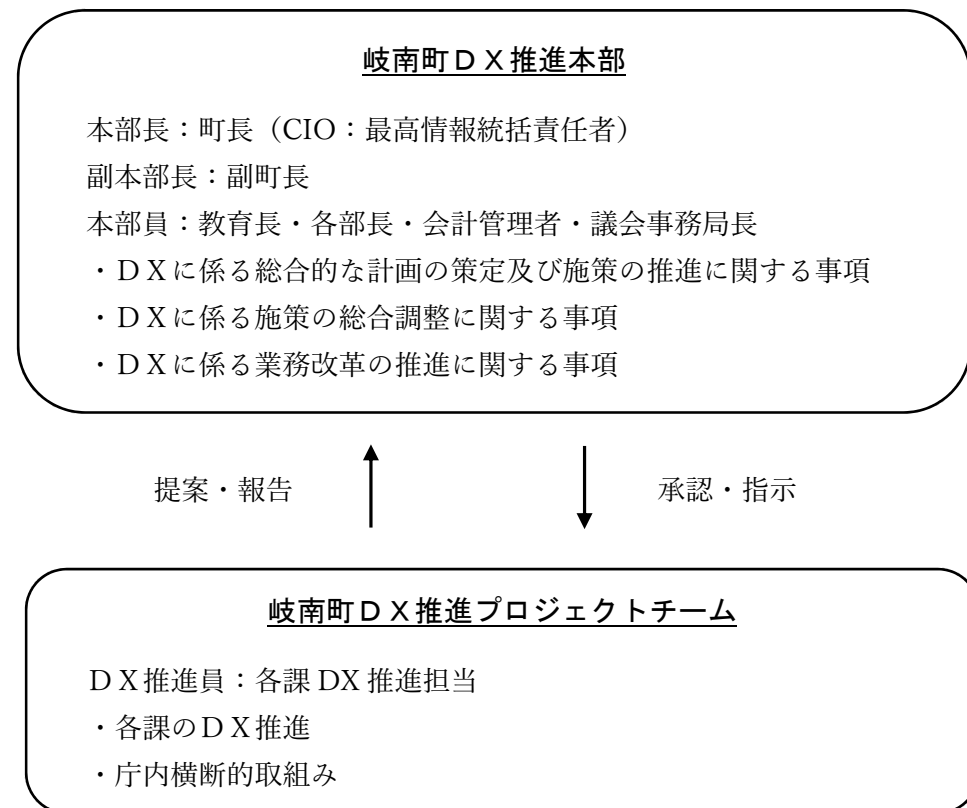 岐南町ＤＸ推進本部
本部長：町長（CIO：最高情報統括責任者）
副本部長：副町長
本部員：教育長・各部長・会計管理者・議会事務局長
・ＤＸに係る総合的な計画の策定及び施策の推進に関する事項
・ＤＸに係る施策の総合調整に関する事項
・ＤＸに係る業務改革の推進に関する事項
提案・報告
承認・指示
岐南町ＤＸ推進プロジェクトチーム
ＤＸ推進員：各課 DX 推進担当
・各課のＤＸ推進
・庁内横断的取組み